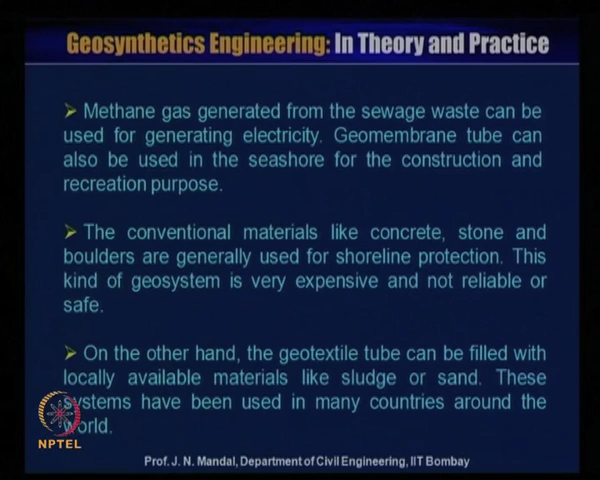 Geosynthetics Engineering: In Theory and Practice
➢ Methane gas generated from the sewage waste can be
used for generating electricity. Geomembrane tube can
also be used in the seashore for the construction and
recreation purpose.
➢ The conventional materials like concrete, stone and
boulders are generally used for shoreline protection. This
kind of geosystem is very expensive and not reliable or
safe.
➢ On the other hand, the geotextile tube can be filled with
locally available materials like sludge or sand. These
systems have been used in many countries around the
world.
NPTEL
Prof. J. N. Mandal, Department of Civil Engineering, IIT Bombay